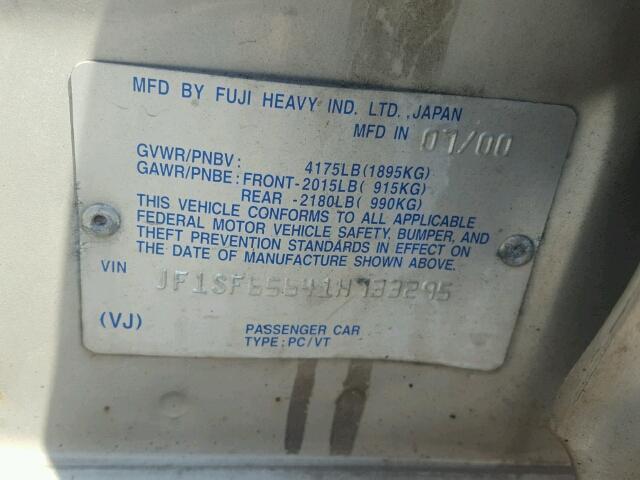 MFD BY FUJI HEAVY IND. LTD., JAPAN
MFD IN 07/00
GVWR/PNBV: 4175LB(1895KG)
GAWR/PNBE: FRONT-2015LB( 915KG)
REAR -2180LB( 990KG)
THIS VEHICLE CONFORMS TO ALL APPLICABLE
FEDERAL MOTOR VEHICLE SAFETY, BUMPER, AND
THEFT PREVENTION STANDARDS IN EFFECT ON
THE DATE OF MANUFACTURE SHOWN ABOVE.
VIN JF1SF65641H733295
(VJ) PASSENGER CAR
TYPE: PC/VT